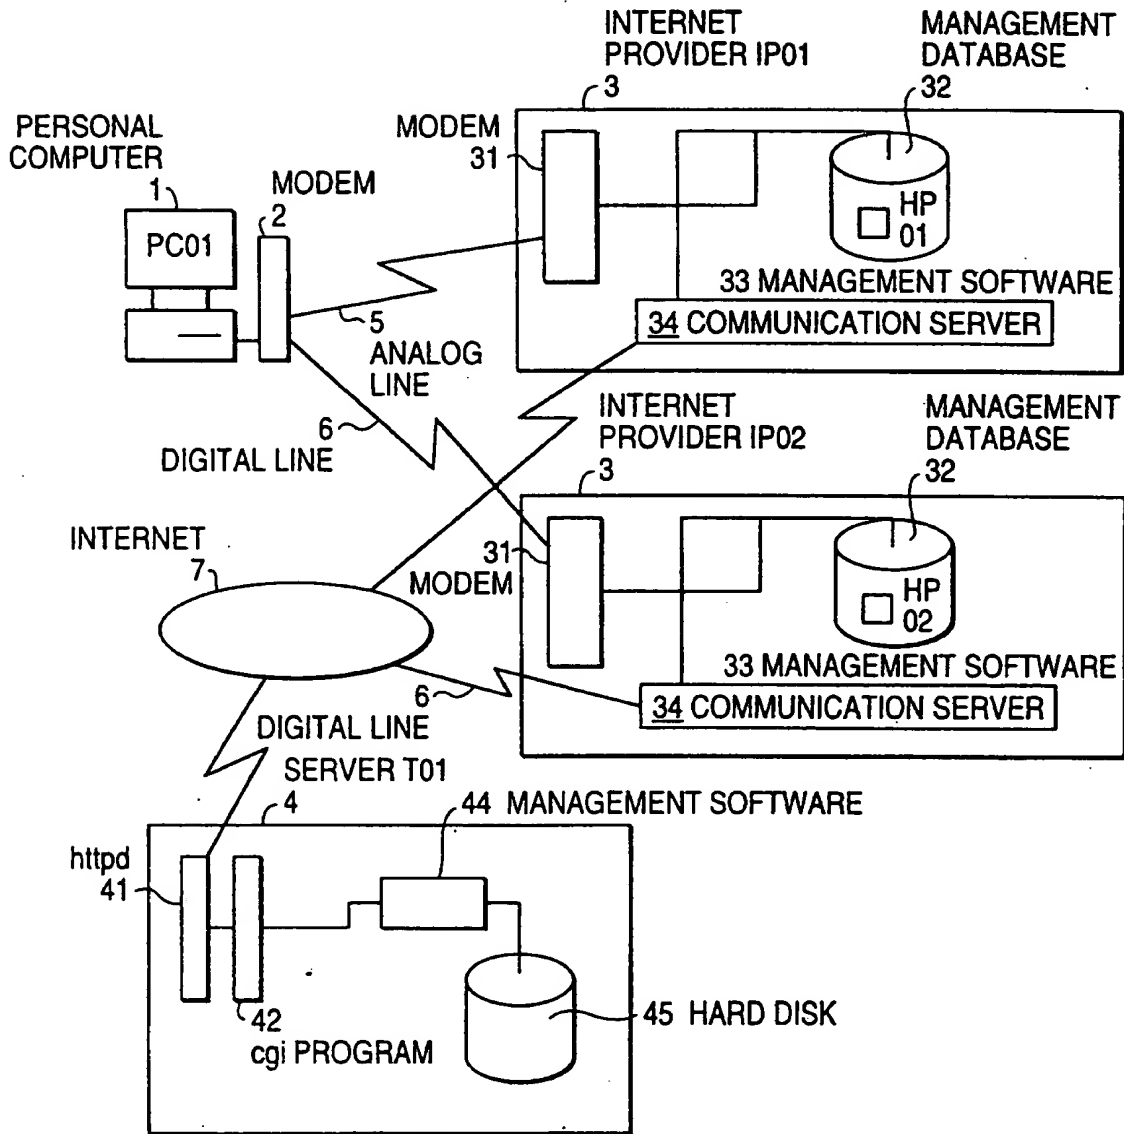 INTERNET
PROVIDER IP01
3
MANAGEMENT
DATABASE
32
PERSONAL
COMPUTER
1
MODEM
2
MODEM
31
PC01
HP
01
33 MANAGEMENT SOFTWARE
34 COMMUNICATION SERVER
5
ANALOG
LINE
6
DIGITAL LINE
INTERNET
PROVIDER IP02
3
MANAGEMENT
DATABASE
32
INTERNET
7
31
MODEM
HP
02
33 MANAGEMENT SOFTWARE
34 COMMUNICATION SERVER
6
DIGITAL LINE
SERVER T01
4
44 MANAGEMENT SOFTWARE
httpd
41
42
cgi PROGRAM
45 HARD DISK